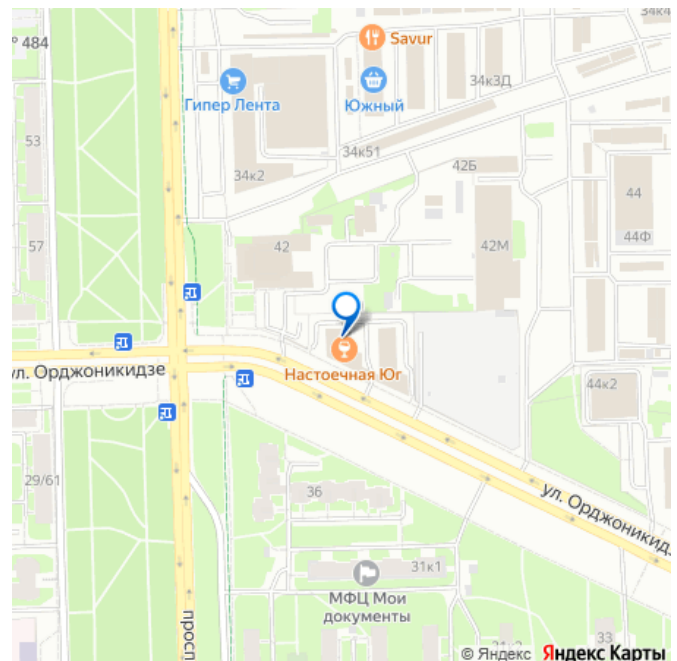 34к4
№ 484
Savur
34к3Д
Гипер Лента
Южный
53
34к51
42Б
34к2
44
44Ф
57
42
42М
ул. Орджоникидзе
Настоечная Юг
44к2
29/61
36
ул. Орджоникидз
31к1
МФЦ Мои
документы
просп
33
© Яндекс Яндекс Карты